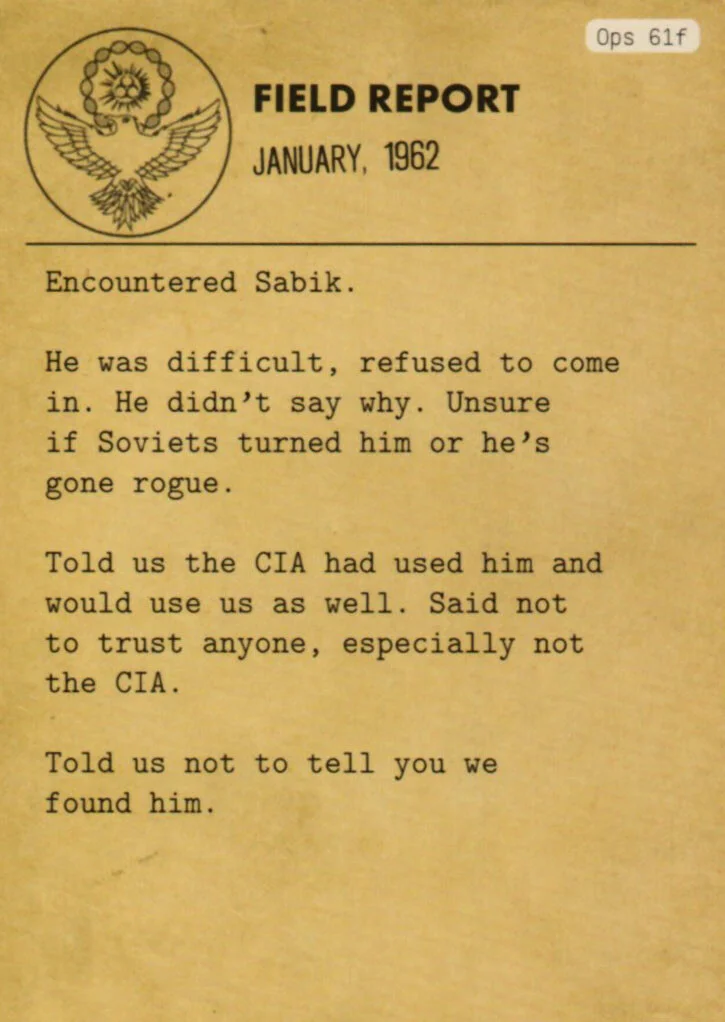 Ops 61f
FIELD REPORT
JANUARY, 1962
Encountered Sabik.
He was difficult, refused to come
in. He didn't say why. Unsure
if Soviets turned him or he's
gone rogue.
Told us the CIA had used him and
would use us as well. Said not
to trust anyone, especially not
the CIA.
Told us not to tell you we
found him.